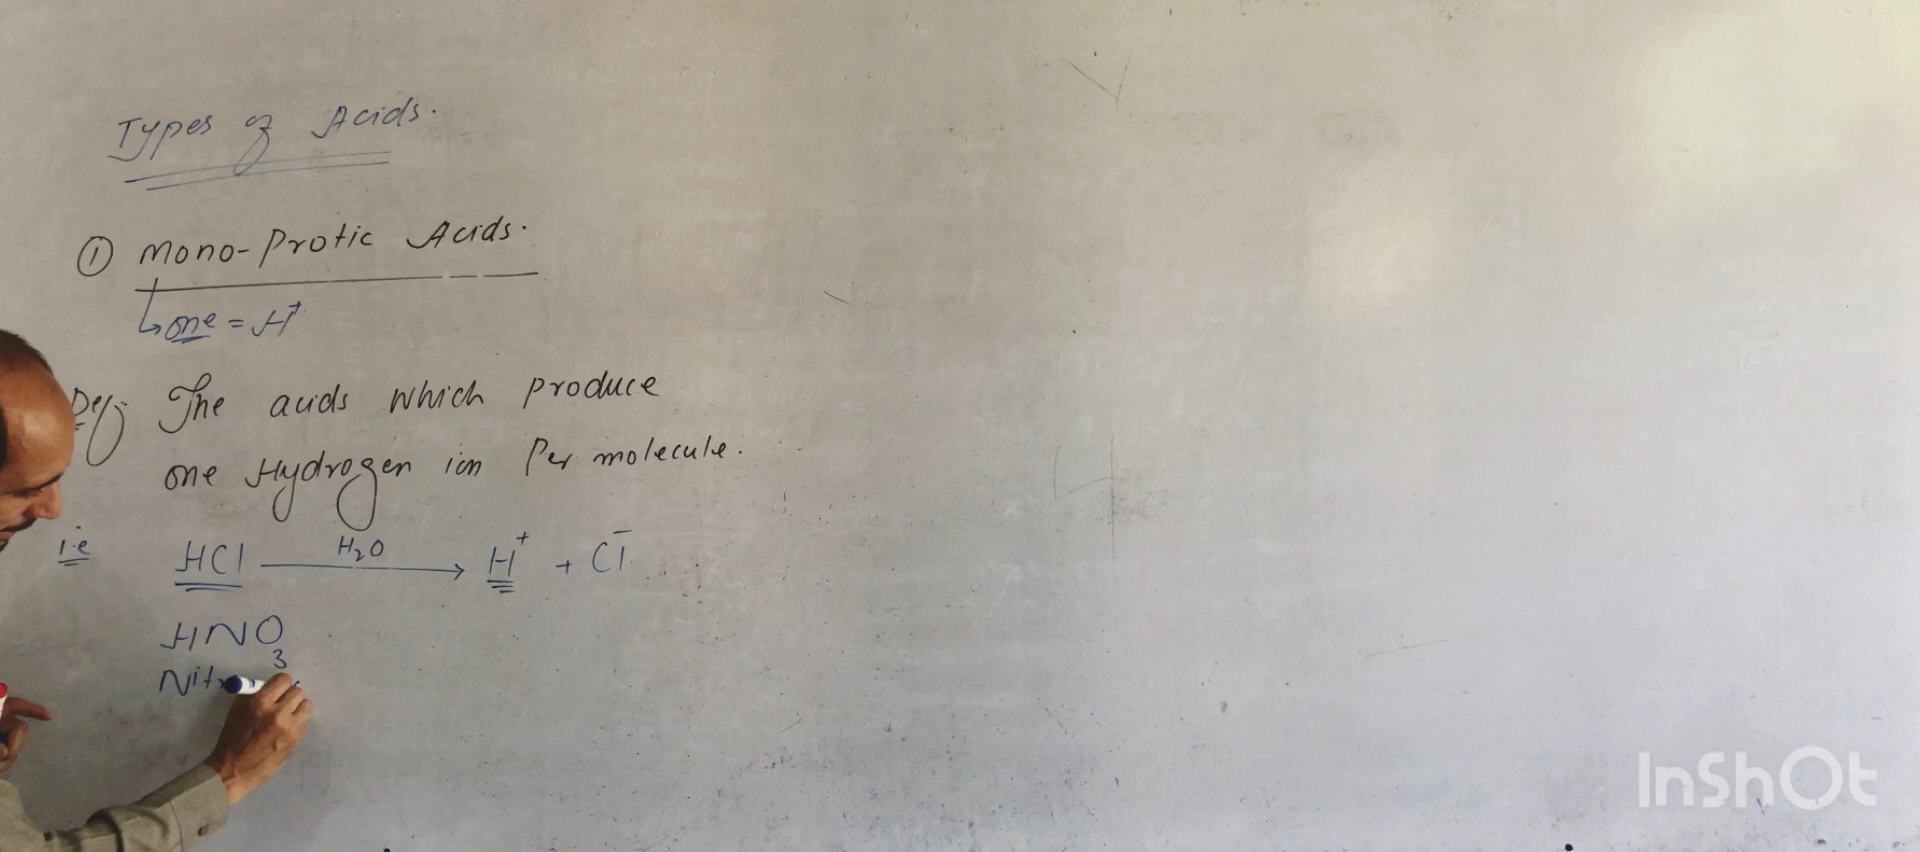 Types of Acids.
① Mono-Protic Acids.
↳ one = H⁺
Def:- The acids which produce
one Hydrogen ion Per molecule.
i.e HCl —H₂O→ H⁺ + Cl⁻
HNO₃
InShOt